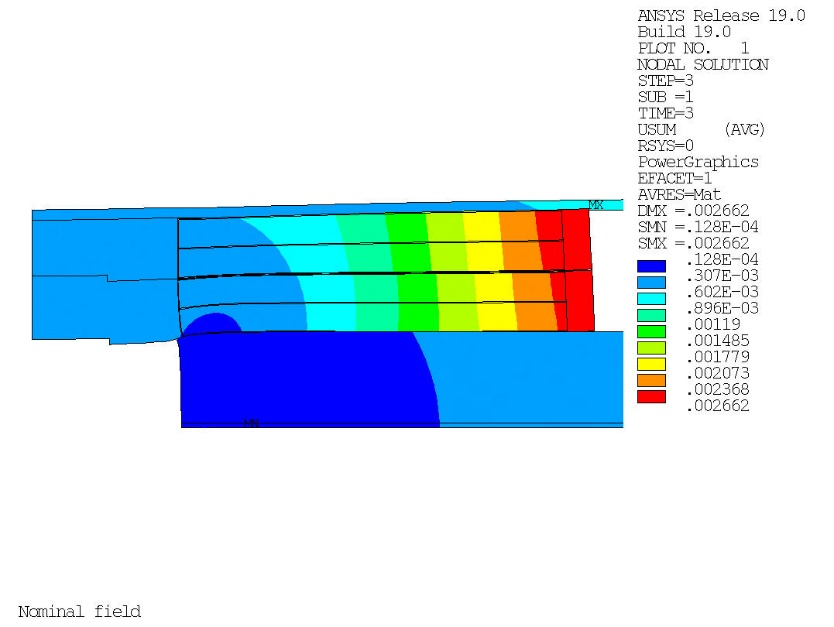 ANSYS Release 19.0
Build 19.0
PLOT NO.   1
NODAL SOLUTION
STEP=3
SUB =1
TIME=3
USUM     (AVG)
RSYS=0
PowerGraphics
EFACET=1
AVRES=Mat
DMX =.002662
SMN =.128E-04
SMX =.002662
.128E-04
.307E-03
.602E-03
.896E-03
.00119
.001485
.001779
.002073
.002368
.002662
MX
MN
Nominal field